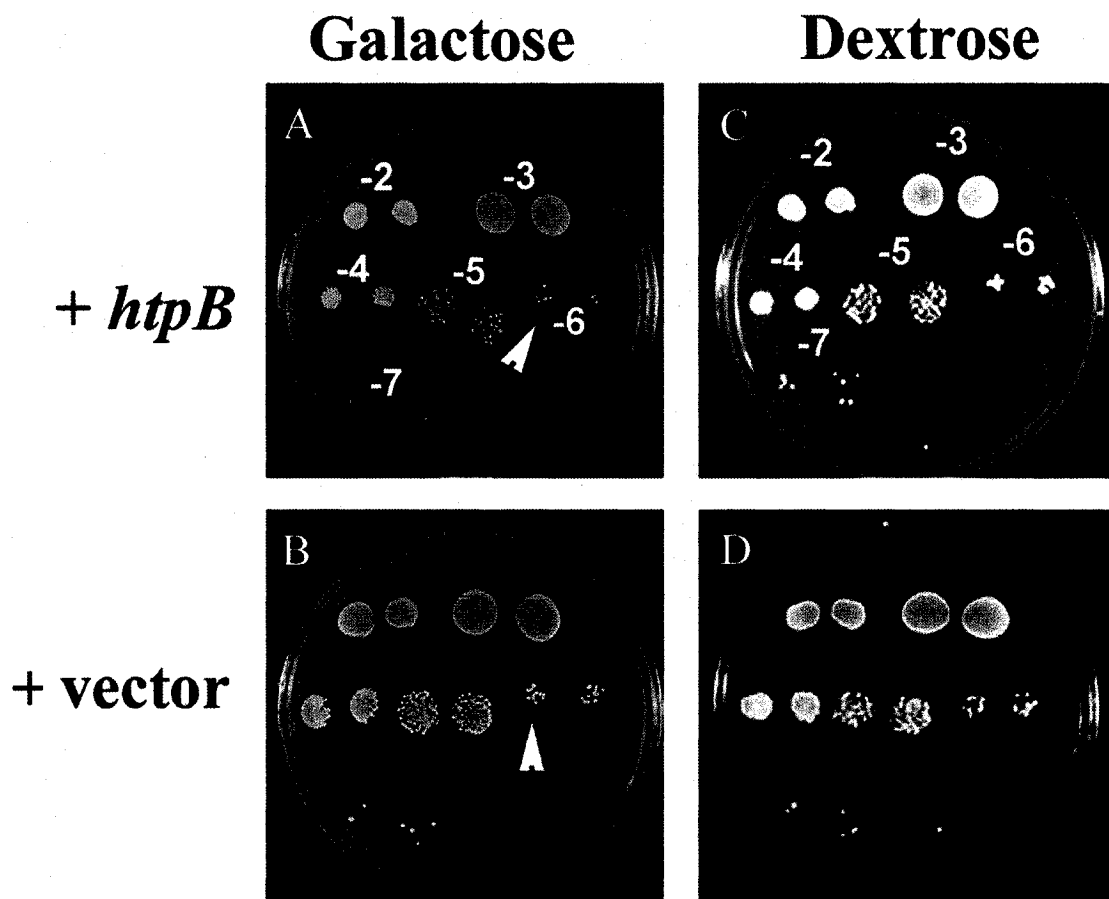 Galactose Dextrose
A
-2 -3
-4 -5 -6
-7
C
-2 -3
-4 -5 -6
-7
+ htpB
B
D
+ vector